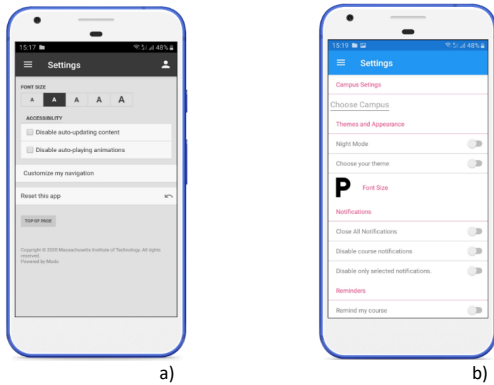 15:17
48%
Settings
FONT SIZE
A A A A A
ACCESSIBILITY
Disable auto-updating content
Disable auto-playing animations
Customize my navigation
Reset this app
TOP OF PAGE
Copyright © 2020 Massachusetts Institute of Technology. All rights
reserved.
Powered by Modo
a)
15:19
48%
Settings
Campus Setings
Choose Campus
Themes and Appearance
Night Mode
Choose your theme
P Font Size
Notifications
Close All Notifications
Disable course notifications
Disable only selected notifications.
Reminders
Remind my course
b)